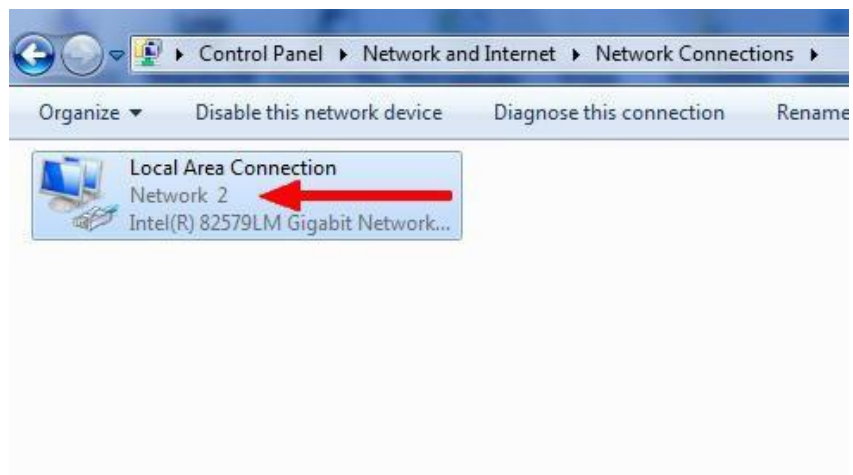 Control Panel ▸ Network and Internet ▸ Network Connections ▸
Organize ▾ Disable this network device Diagnose this connection Rename
Local Area Connection
Network 2
Intel(R) 82579LM Gigabit Network...